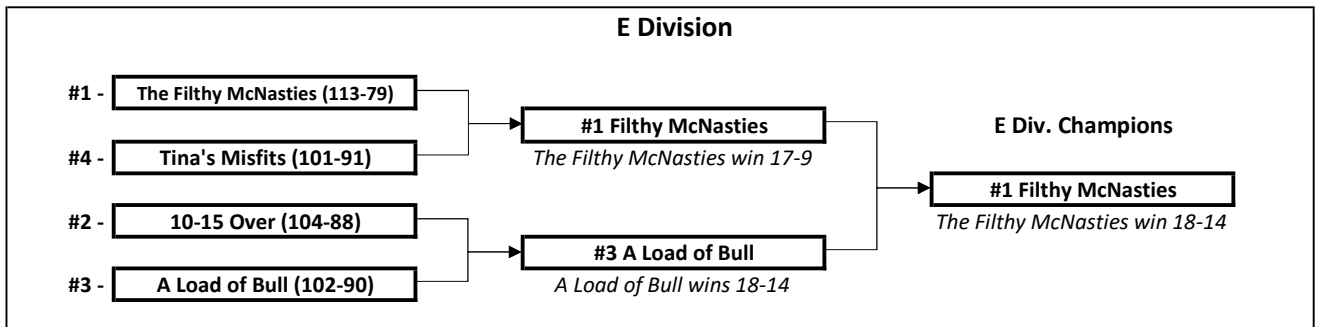 E Division
#1 - The Filthy McNasties (113-79)
#4 - Tina's Misfits (101-91)
#2 - 10-15 Over (104-88)
#3 - A Load of Bull (102-90)
#1 Filthy McNasties
The Filthy McNasties win 17-9
#3 A Load of Bull
A Load of Bull wins 18-14
E Div. Champions
#1 Filthy McNasties
The Filthy McNasties win 18-14